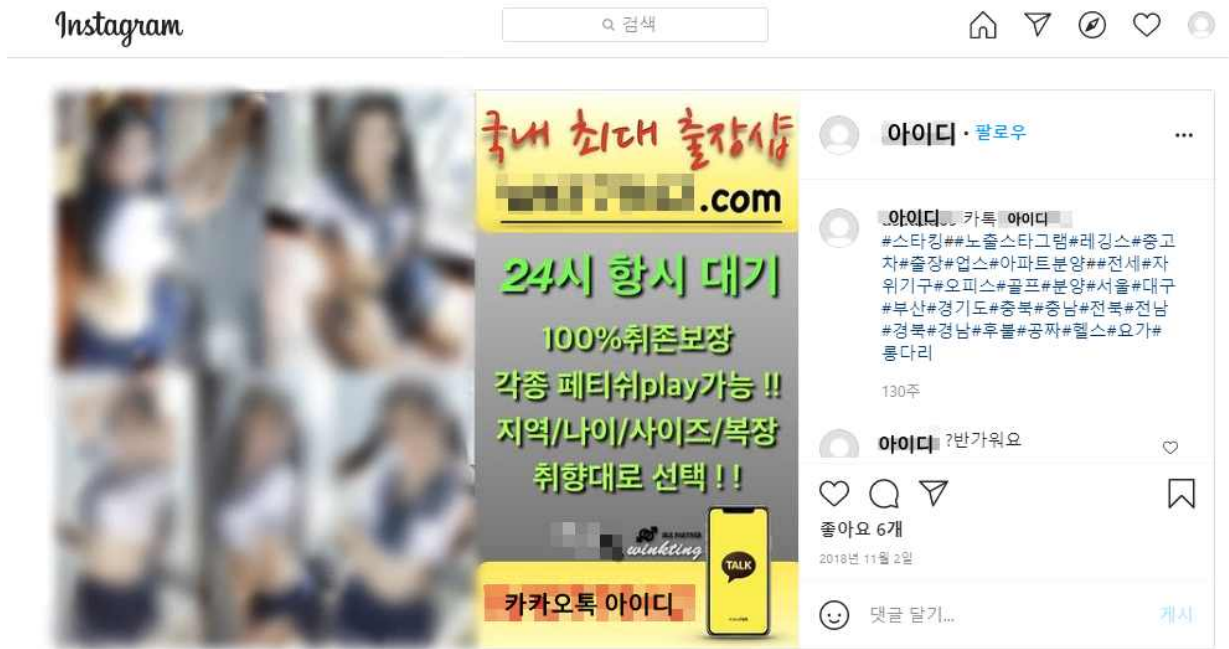 Instagram
검색
국내 최대 출장샵
.com
24시 항시 대기
100%취존보장
각종 페티쉬play가능 !!
지역/나이/사이즈/복장
취향대로 선택 ! !
winkting
TALK
카카오톡 아이디
아이디 · 팔로우
아이디 카톡 아이디
#스타킹##노출스타그램#레깅스#중고
차#출장#업스#아파트분양##전세#자
위기구#오피스#골프#분양#서울#대구
#부산#경기도#충북#충남#전북#전남
#경북#경남#후불#공짜#헬스#요가#
롱다리
130주
아이디 ?반가워요
좋아요 6개
2018년 11월 2일
댓글 달기...
게시